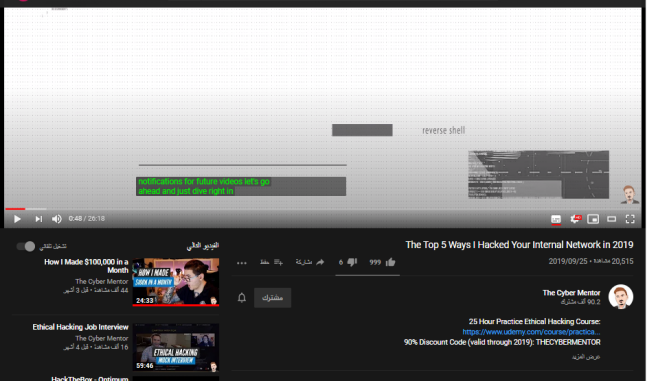 reverse shell
notifications for future videos let's go
ahead and just dive right in
0:48 / 26:18
The Top 5 Ways I Hacked Your Internal Network in 2019
20,515 مشاهدة • 2019/09/25
999
6
مشاركة
حفظ
The Cyber Mentor
90.2 ألف مشترك
مشترك
25 Hour Practice Ethical Hacking Course:
https://www.udemy.com/course/practica...
90% Discount Code (valid through 2019): THECYBERMENTOR
عرض المزيد
الفيديو التالي
تشغيل تلقائي
How I Made $100,000 in a
Month
The Cyber Mentor
44 ألف مشاهدة • قبل 3 أشهر
HOW I MADE
$100K IN A MONTH
24:33
Ethical Hacking Job Interview
The Cyber Mentor
16 ألف مشاهدة • قبل 4 أشهر
ETHICAL HACKING
MOCK INTERVIEW
59:46
HackTheBox - Optimum